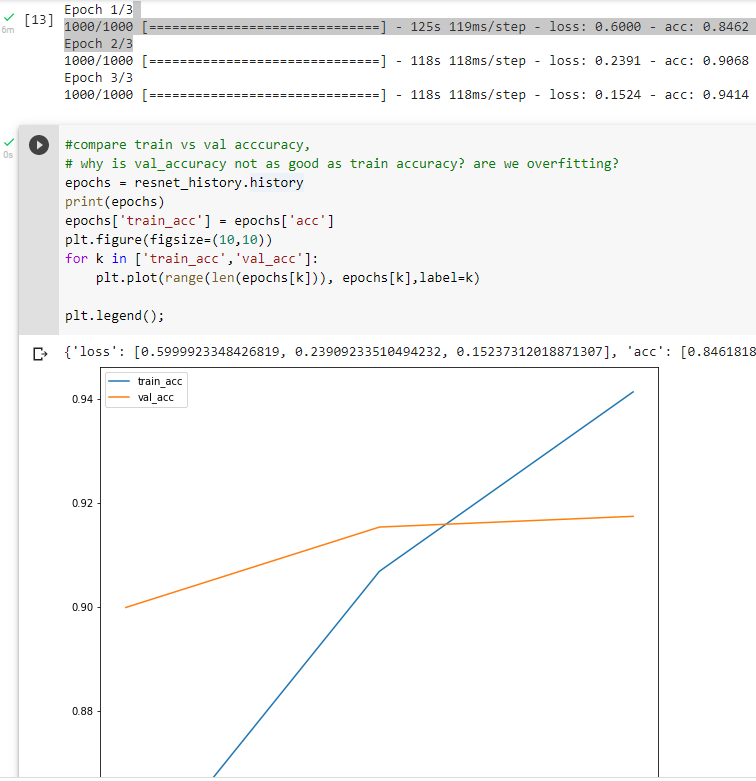 Epoch 1/3
[13]
1000/1000 [==============================] - 125s 119ms/step - loss: 0.6000 - acc: 0.8462
6m
Epoch 2/3
1000/1000 [==============================] - 118s 119ms/step - loss: 0.2391 - acc: 0.9068
Epoch 3/3
1000/1000 [==============================] - 118s 118ms/step - loss: 0.1524 - acc: 0.9414
0s
#compare train vs val acccuracy,
# why is val_accuracy not as good as train accuracy? are we overfitting?
epochs = resnet_history.history
print(epochs)
epochs['train_acc'] = epochs['acc']
plt.figure(figsize=(10,10))
for k in ['train_acc','val_acc']:
    plt.plot(range(len(epochs[k])), epochs[k],label=k)
plt.legend();
{'loss': [0.5999923348426819, 0.23909233510494232, 0.15237312018871307], 'acc': [0.8461818
train_acc
val_acc
0.94
0.92
0.90
0.88